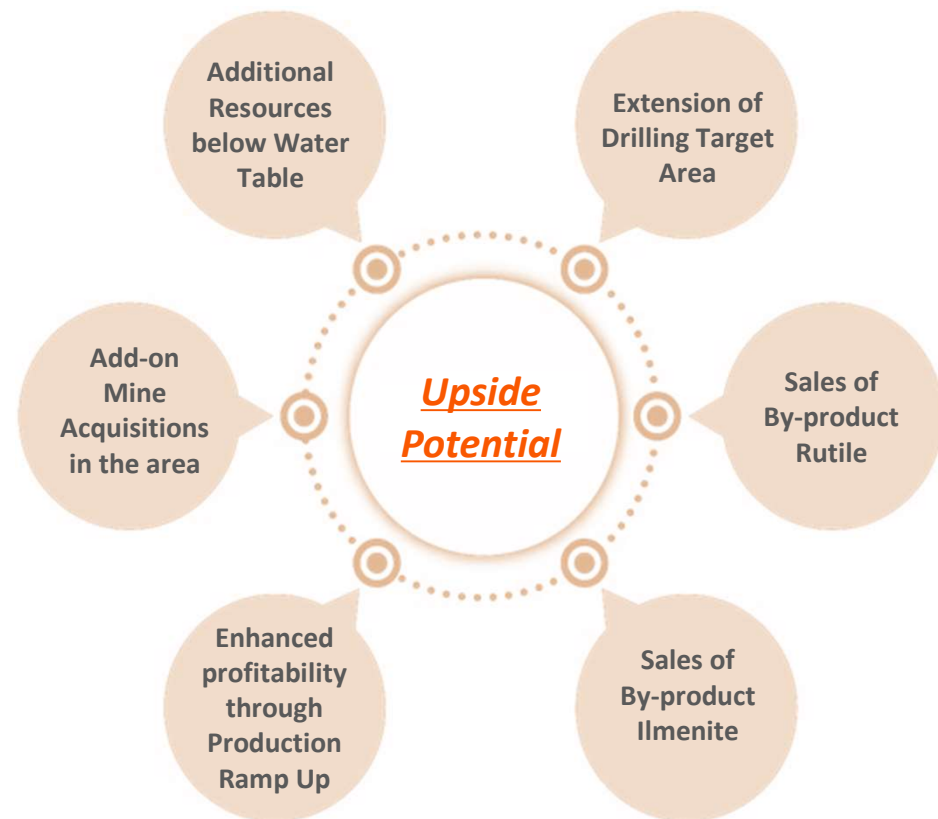 Additional
Resources
below Water
Table
Extension of
Drilling Target
Area
Add-on
Mine
Acquisitions
in the area
Upside
Potential
Sales of
By-product
Rutile
Enhanced
profitability
through
Production
Ramp Up
Sales of
By-product
Ilmenite